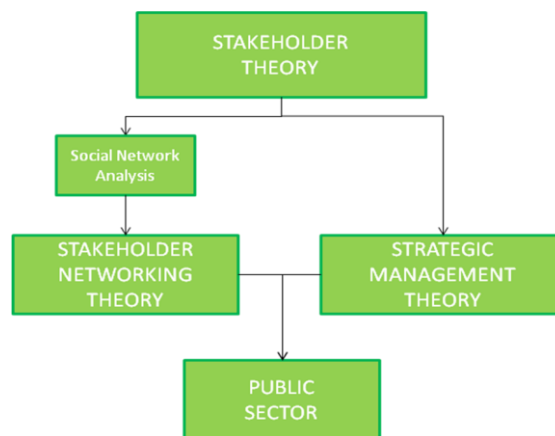 STAKEHOLDER
THEORY
Social Network
Analysis
STAKEHOLDER
NETWORKING
THEORY
STRATEGIC
MANAGEMENT
THEORY
PUBLIC
SECTOR